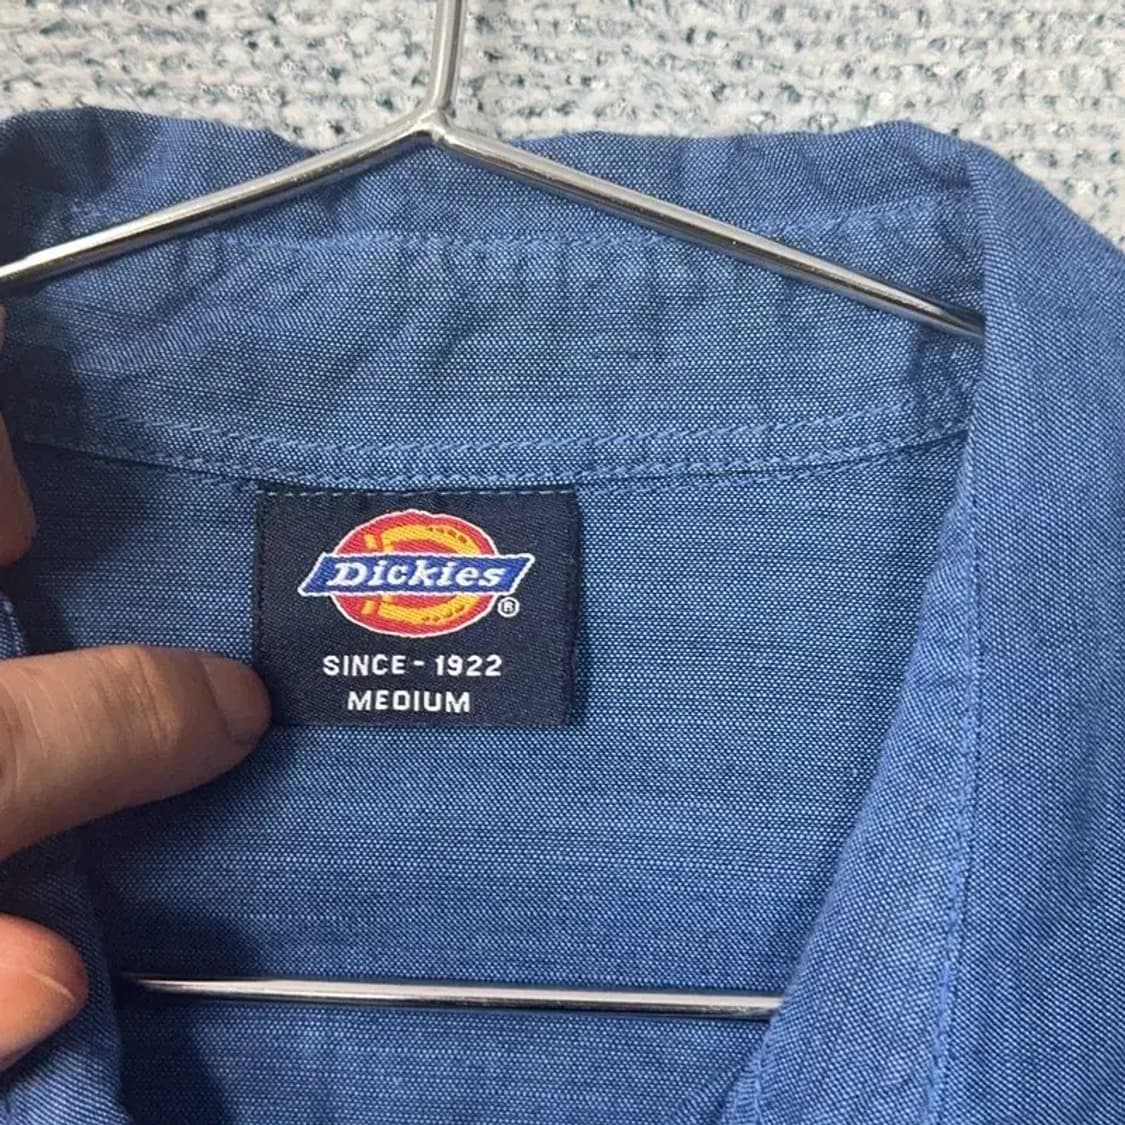 Dickies
®
SINCE - 1922
MEDIUM